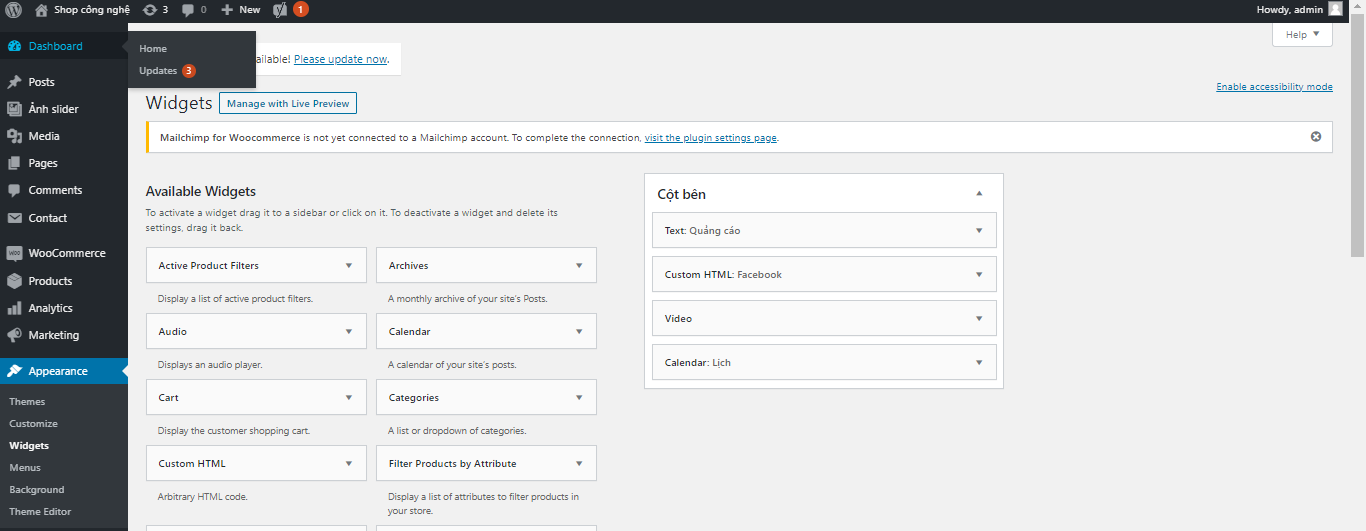 Shop công nghệ 3 0 New 1 Howdy, admin
Dashboard
Home
Updates 3
Posts
Ảnh slider
Media
Pages
Comments
Contact
WooCommerce
Products
Analytics
Marketing
Appearance
Themes
Customize
Widgets
Menus
Background
Theme Editor
Help
ailable! Please update now.
Enable accessibility mode
Widgets Manage with Live Preview
Mailchimp for Woocommerce is not yet connected to a Mailchimp account. To complete the connection, visit the plugin settings page.
Available Widgets
To activate a widget drag it to a sidebar or click on it. To deactivate a widget and delete its
settings, drag it back.
Active Product Filters
Display a list of active product filters.
Archives
A monthly archive of your site's Posts.
Audio
Displays an audio player.
Calendar
A calendar of your site's posts.
Cart
Display the customer shopping cart.
Categories
A list or dropdown of categories.
Custom HTML
Arbitrary HTML code.
Filter Products by Attribute
Display a list of attributes to filter products in
your store.
Cột bên
Text: Quảng cáo
Custom HTML: Facebook
Video
Calendar: Lịch